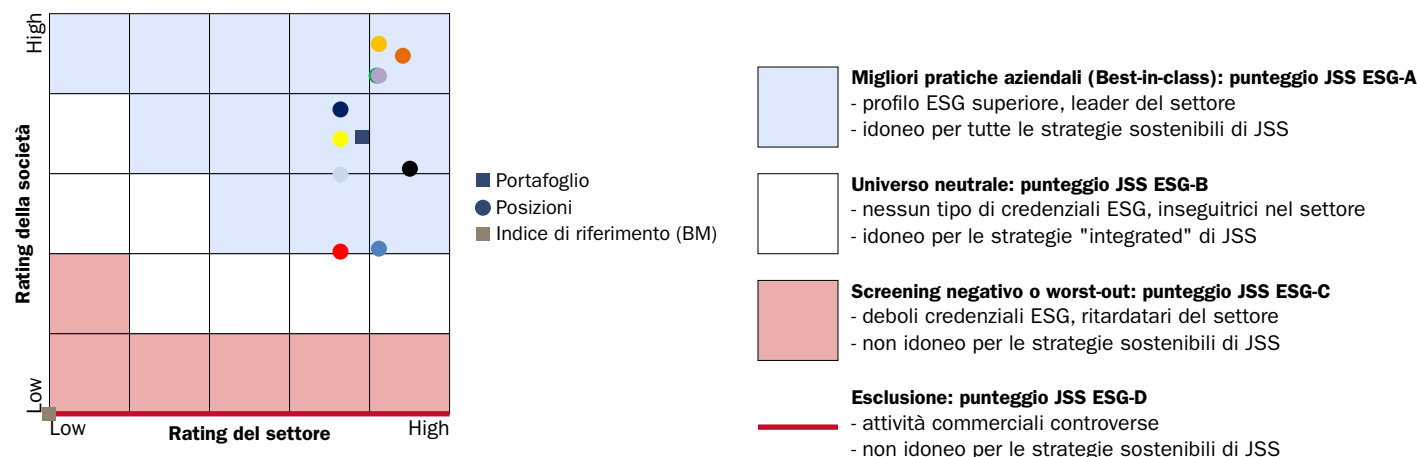 High
Rating della società
Low
Low
Rating del settore
High
Portafoglio
Posizioni
Indice di riferimento (BM)
Migliori pratiche aziendali (Best-in-class): punteggio JSS ESG-A
- profilo ESG superiore, leader del settore
- idoneo per tutte le strategie sostenibili di JSS
Universo neutrale: punteggio JSS ESG-B
- nessun tipo di credenziali ESG, inseguitrici nel settore
- idoneo per le strategie "integrated" di JSS
Screening negativo o worst-out: punteggio JSS ESG-C
- deboli credenziali ESG, ritardatari del settore
- non idoneo per le strategie sostenibili di JSS
Esclusione: punteggio JSS ESG-D
- attività commerciali controverse
- non idoneo per le strategie sostenibili di JSS